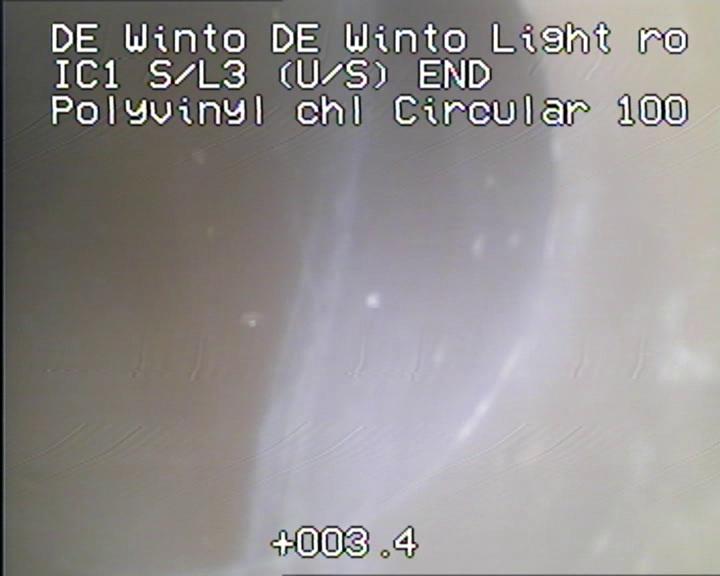 DE Winto DE Winto Light ro
IC1 S/L3 (U/S) END
Polyvinyl chl Circular 100
+003.4